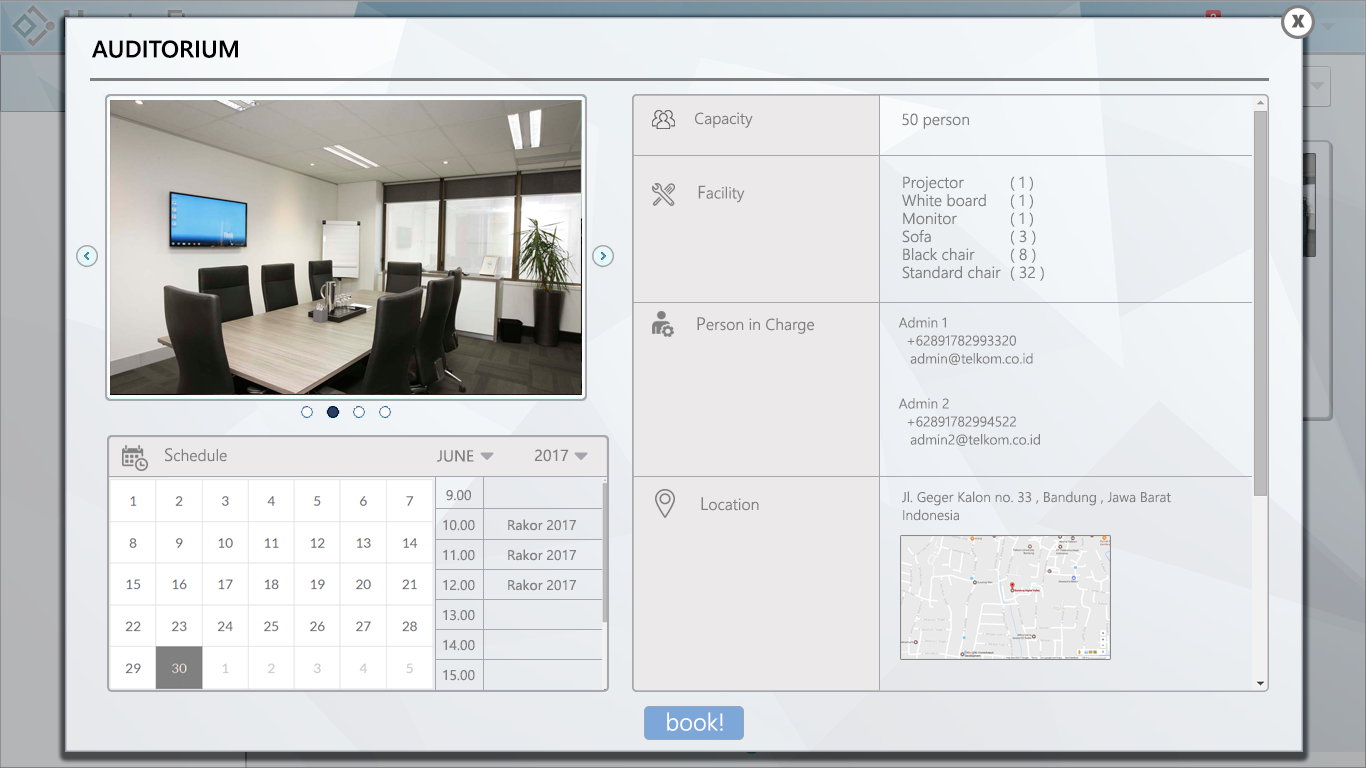 X
AUDITORIUM
Capacity
50 person
Facility
Projector ( 1 )
White board ( 1 )
Monitor ( 1 )
Sofa ( 3 )
Black chair ( 8 )
Standard chair ( 32 )
Person in Charge
Admin 1
+62891782993320
admin@telkom.co.id
Admin 2
+62891782994522
admin2@telkom.co.id
Location
Jl. Geger Kalon no. 33 , Bandung , Jawa Barat
Indonesia
Schedule JUNE 2017
1 2 3 4 5 6 7
8 9 10 11 12 13 14
15 16 17 18 19 20 21
22 23 24 25 26 27 28
29 30 1 2 3 4 5
9.00
10.00 Rakor 2017
11.00 Rakor 2017
12.00 Rakor 2017
13.00
14.00
15.00
book!